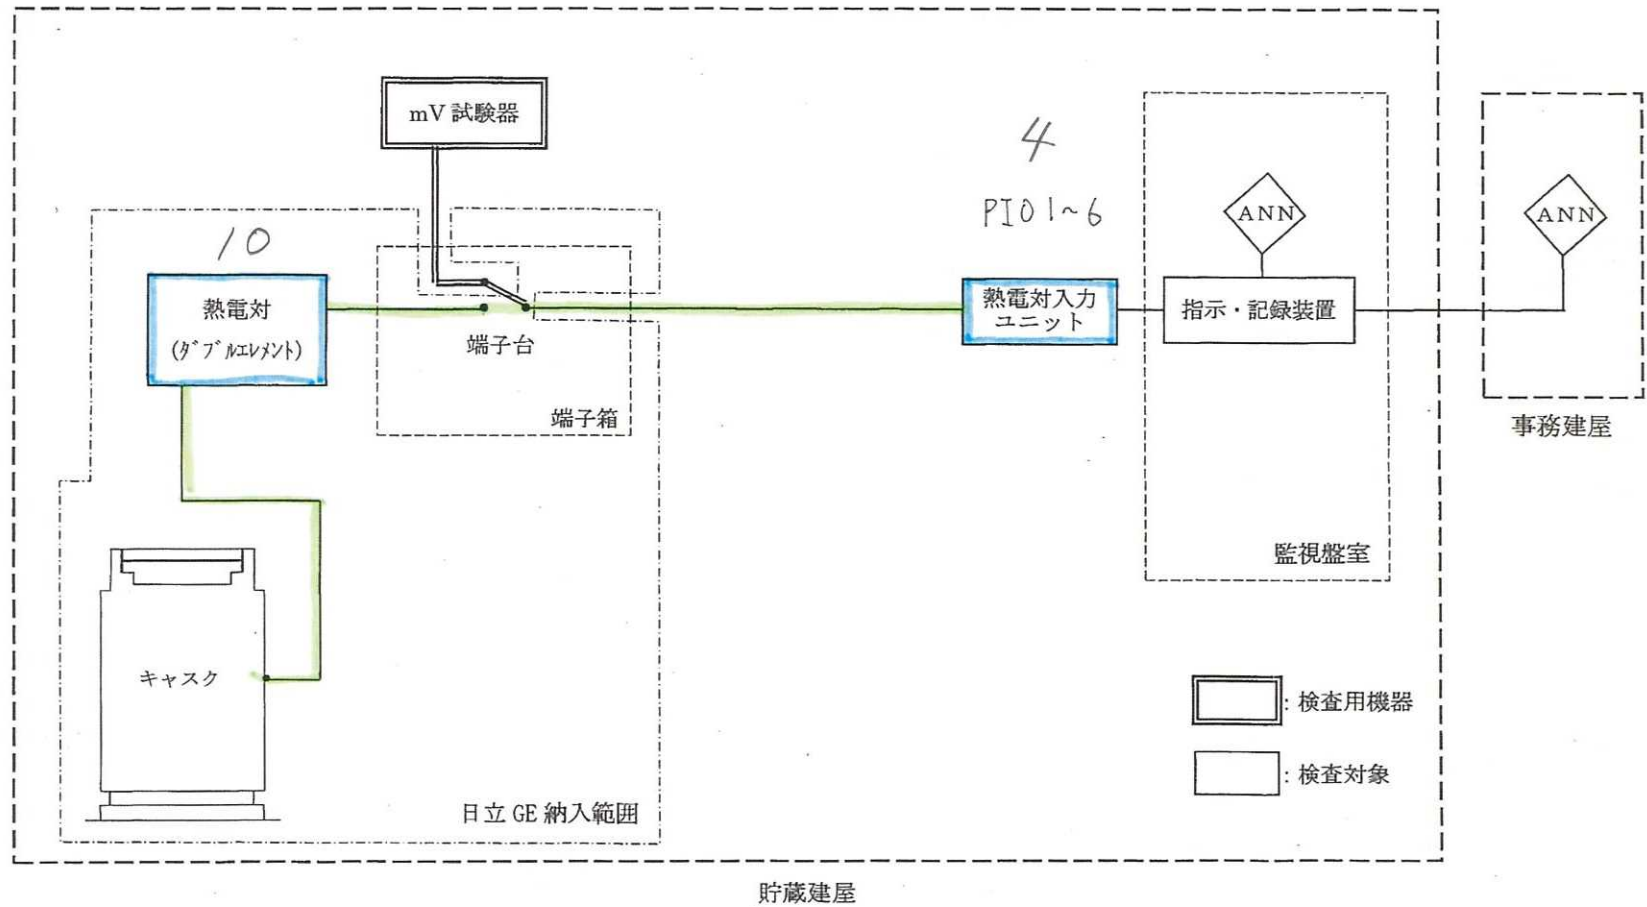 mV 試験器
4
PIO 1~6
ANN
ANN
10
熱電対
(ダブルエレメント)
端子台
端子箱
熱電対入力
ユニット
指示・記録装置
事務建屋
監視盤室
キャスク
: 検査用機器
: 検査対象
日立 GE 納入範囲
貯蔵建屋